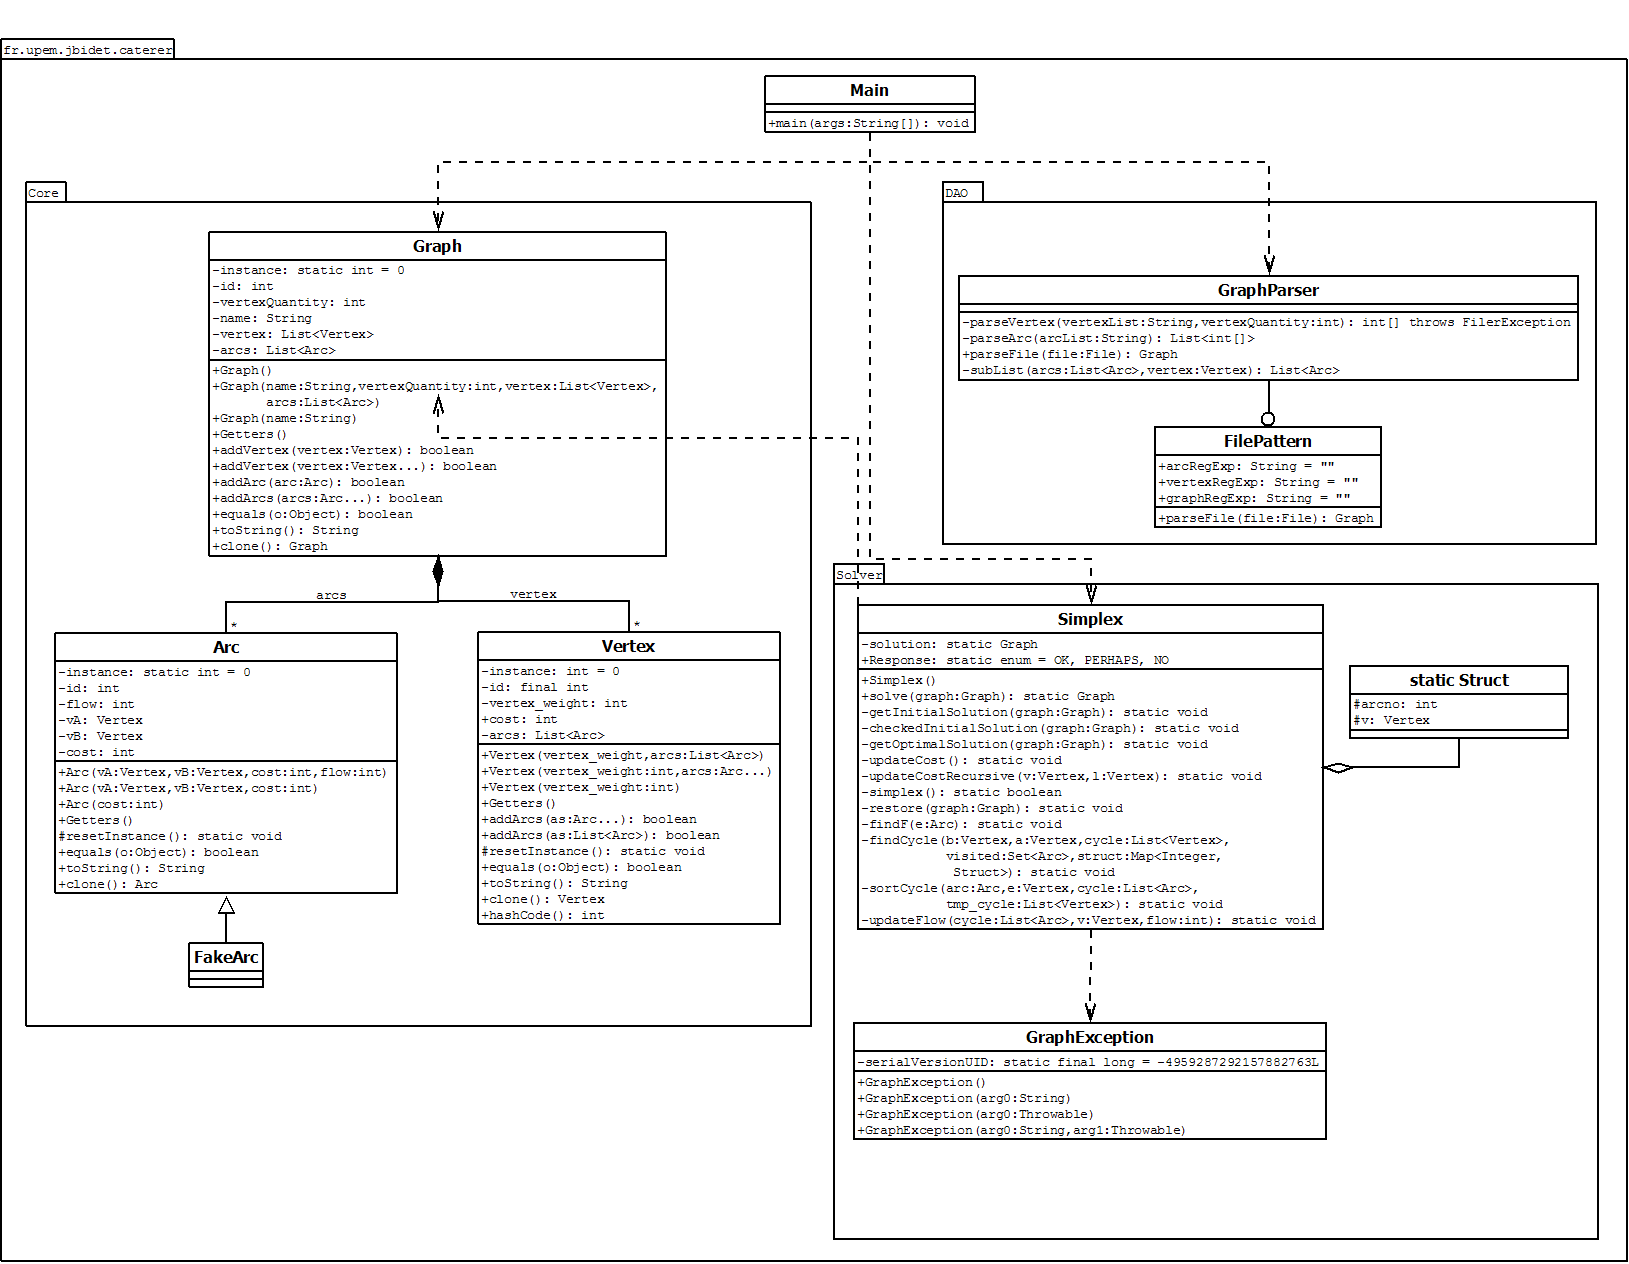 fr.upem.jbidet.caterer
Main
+main(args:String[]): void
Core
Graph
-instance: static int = 0
-id: int
-vertexQuantity: int
-name: String
-vertex: List<Vertex>
-arcs: List<Arc>
+Graph()
+Graph(name:String,vertexQuantity:int,vertex:List<Vertex>,
arcs:List<Arc>)
+Graph(name:String)
+Getters()
+addVertex(vertex:Vertex): boolean
+addVertex(vertex:Vertex...): boolean
+addArc(arc:Arc): boolean
+addArcs(arcs:Arc...): boolean
+equals(o:Object): boolean
+toString(): String
+clone(): Graph
arcs
vertex
*
*
Arc
-instance: static int = 0
-id: int
-flow: int
-vA: Vertex
-vB: Vertex
-cost: int
+Arc(vA:Vertex,vB:Vertex,cost:int,flow:int)
+Arc(vA:Vertex,vB:Vertex,cost:int)
+Arc(cost:int)
+Getters()
#resetInstance(): static void
+equals(o:Object): boolean
+toString(): String
+clone(): Arc
FakeArc
Vertex
-instance: int = 0
-id: final int
-vertex_weight: int
+cost: int
-arcs: List<Arc>
+Vertex(vertex_weight,arcs:List<Arc>)
+Vertex(vertex_weight:int,arcs:Arc...)
+Vertex(vertex_weight:int)
+Getters()
+addArcs(as:Arc...): boolean
+addArcs(as:List<Arc>): boolean
#resetInstance(): static void
+equals(o:Object): boolean
+toString(): String
+clone(): Vertex
+hashCode(): int
DAO
GraphParser
-parseVertex(vertexList:String,vertexQuantity:int): int[] throws FilerException
-parseArc(arcList:String): List<int[]>
+parseFile(file:File): Graph
-subList(arcs:List<Arc>,vertex:Vertex): List<Arc>
FilePattern
+arcRegExp: String = ""
+vertexRegExp: String = ""
+graphRegExp: String = ""
+parseFile(file:File): Graph
Solver
Simplex
-solution: static Graph
+Response: static enum = OK, PERHAPS, NO
+Simplex()
+solve(graph:Graph): static Graph
-getInitialSolution(graph:Graph): static void
-checkedInitialSolution(graph:Graph): static void
-getOptimalSolution(graph:Graph): static void
-updateCost(): static void
-updateCostRecursive(v:Vertex,l:Vertex): static void
-simplex(): static boolean
-restore(graph:Graph): static void
-findF(e:Arc): static void
-findCycle(b:Vertex,a:Vertex,cycle:List<Vertex>,
visited:Set<Arc>,struct:Map<Integer,
Struct>): static void
-sortCycle(arc:Arc,e:Vertex,cycle:List<Arc>,
tmp_cycle:List<Vertex>): static void
-updateFlow(cycle:List<Arc>,v:Vertex,flow:int): static void
static Struct
#arcno: int
#v: Vertex
GraphException
-serialVersionUID: static final long = -4959287292157882763L
+GraphException()
+GraphException(arg0:String)
+GraphException(arg0:Throwable)
+GraphException(arg0:String,arg1:Throwable)